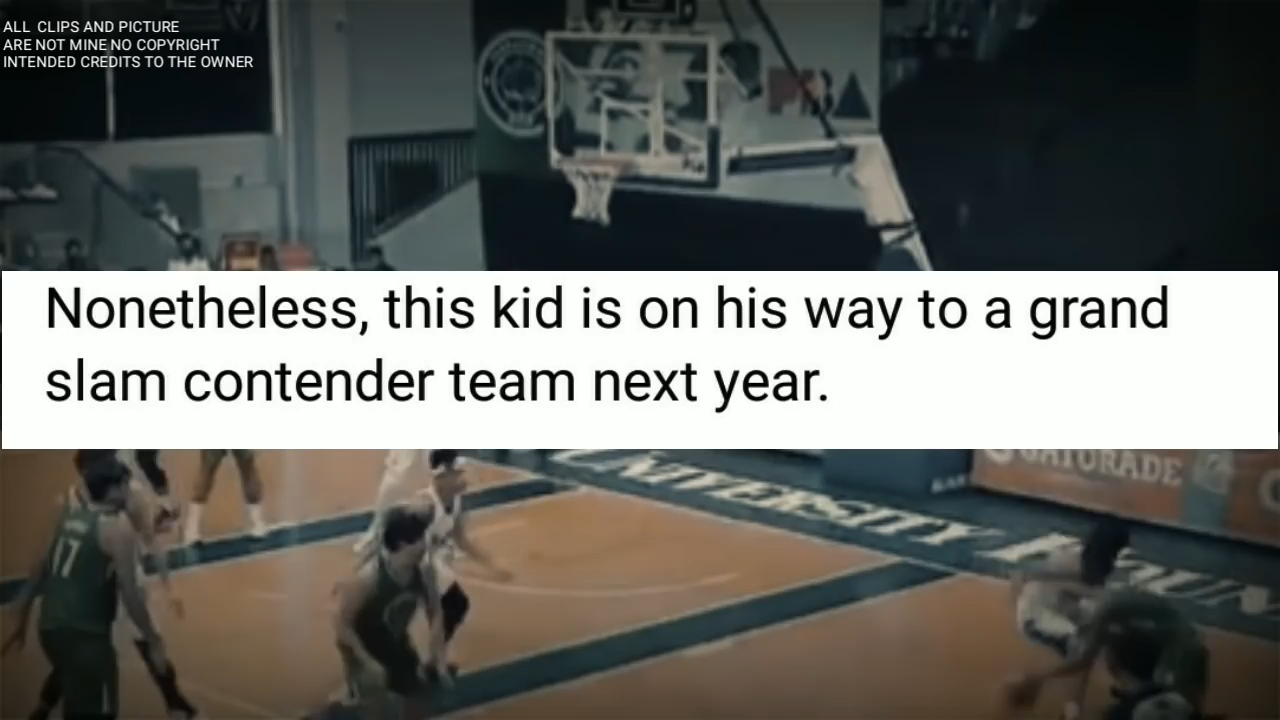 ALL CLIPS AND PICTURE
ARE NOT MINE NO COPYRIGHT
INTENDED CREDITS TO THE OWNER
Nonetheless, this kid is on his way to a grand
slam contender team next year.
GATORADE
UNIVERSITY
17